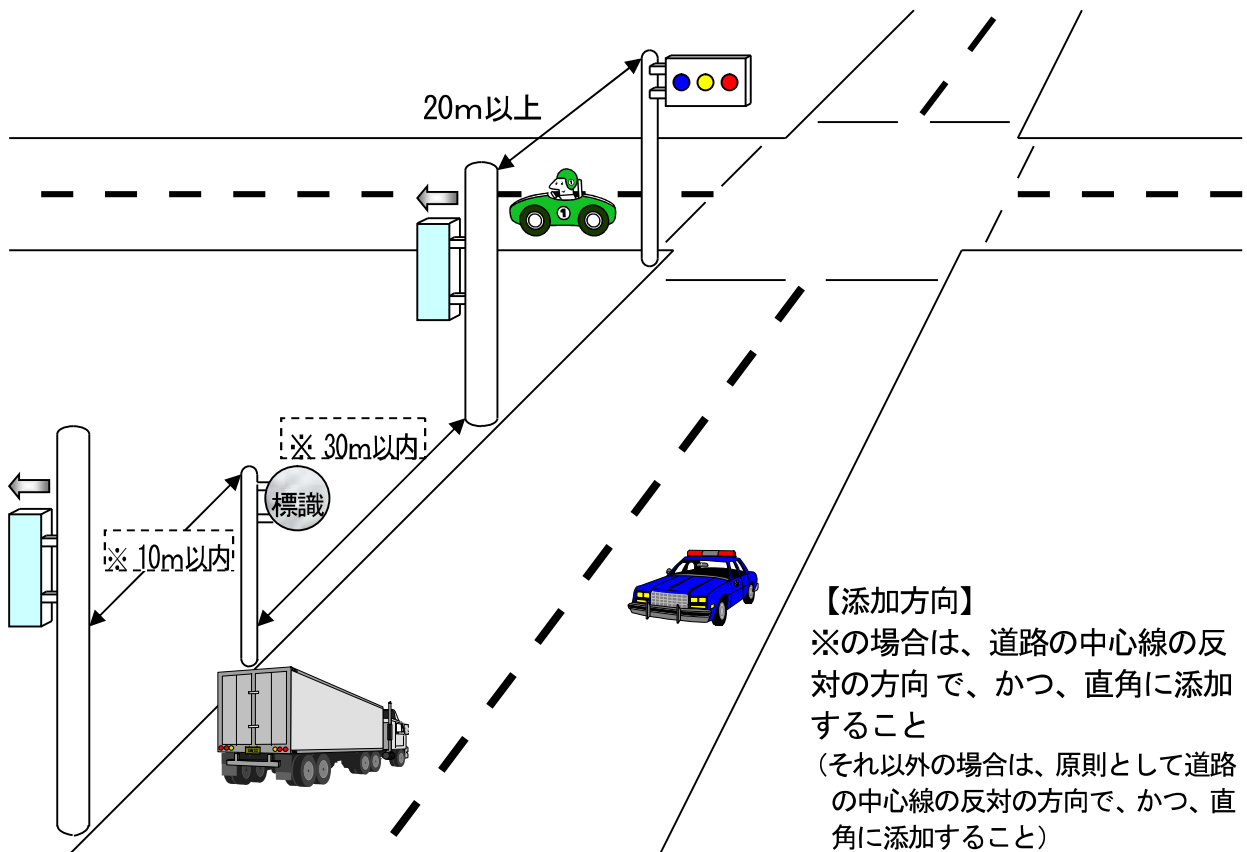 20m以上
※ 30m以内
標識
※ 10m以内
1
【添加方向】
※の場合は、道路の中心線の反
対の方向で、かつ、直角に添加
すること
（それ以外の場合は、原則として道路
の中心線の反対の方向で、かつ、直
角に添加すること）